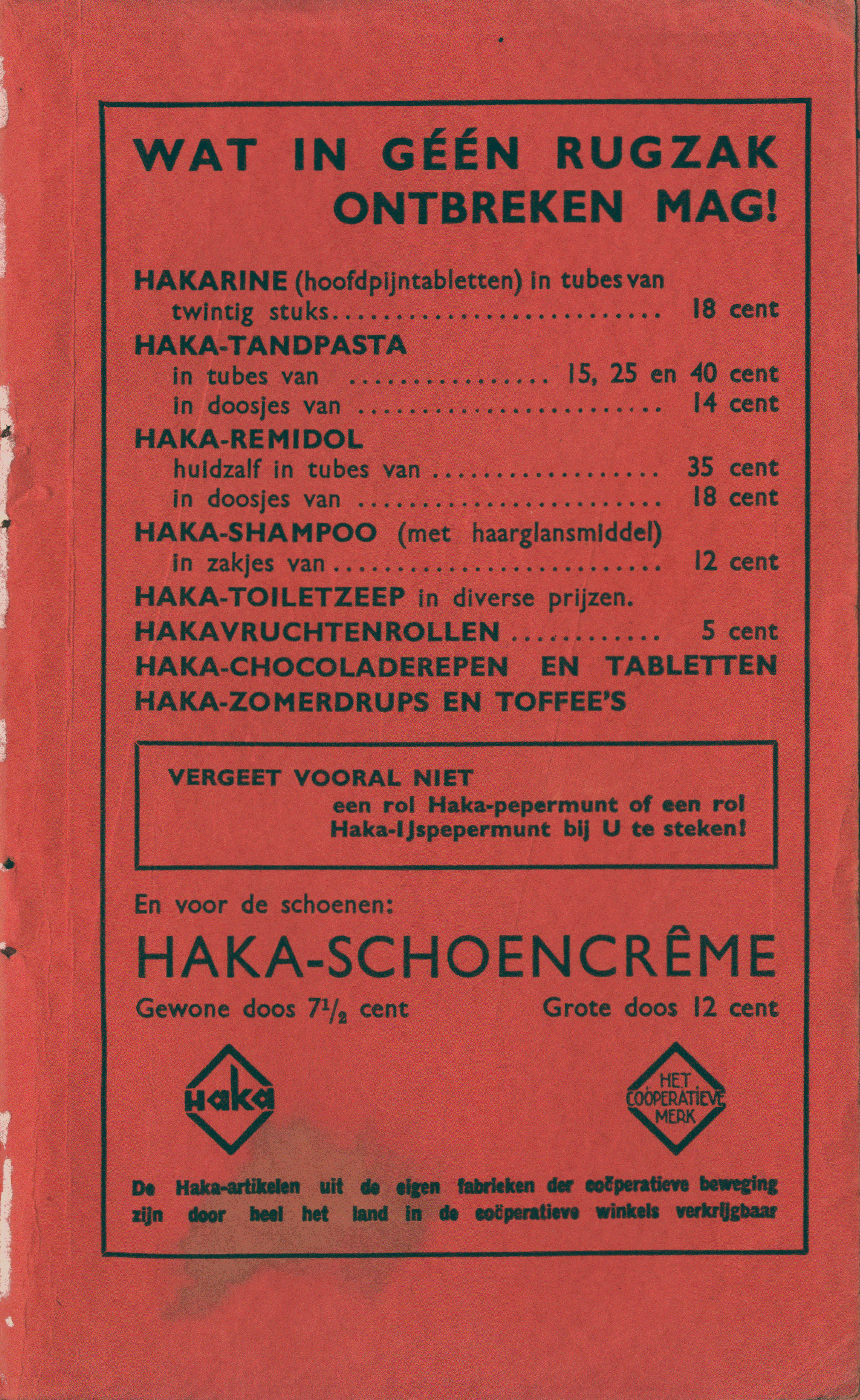 WAT IN GÉÉN RUGZAK
ONTBREKEN MAG!
HAKARINE (hoofdpijntabletten) in tubes van
twintig stuks........................... 18 cent
HAKA-TANDPASTA
in tubes van ................ 15, 25 en 40 cent
in doosjes van ......................... 14 cent
HAKA-REMIDOL
huidzalf in tubes van ................... 35 cent
in doosjes van ......................... 18 cent
HAKA-SHAMPOO (met haarglansmiddel)
in zakjes van........................... 12 cent
HAKA-TOILETZEEP in diverse prijzen.
HAKAVRUCHTENROLLEN ............ 5 cent
HAKA-CHOCOLADEREPEN EN TABLETTEN
HAKA-ZOMERDRUPS EN TOFFEE'S
VERGEET VOORAL NIET
een rol Haka-pepermunt of een rol
Haka-IJspepermunt bij U te steken!
En voor de schoenen:
HAKA-SCHOENCRÊME
Gewone doos 7½ cent Grote doos 12 cent
Haka
HET
COÖPERATIEVE
MERK
De Haka-artikelen uit de eigen fabrieken der coöperatieve beweging
zijn door heel het land in de coöperatieve winkels verkrijgbaar